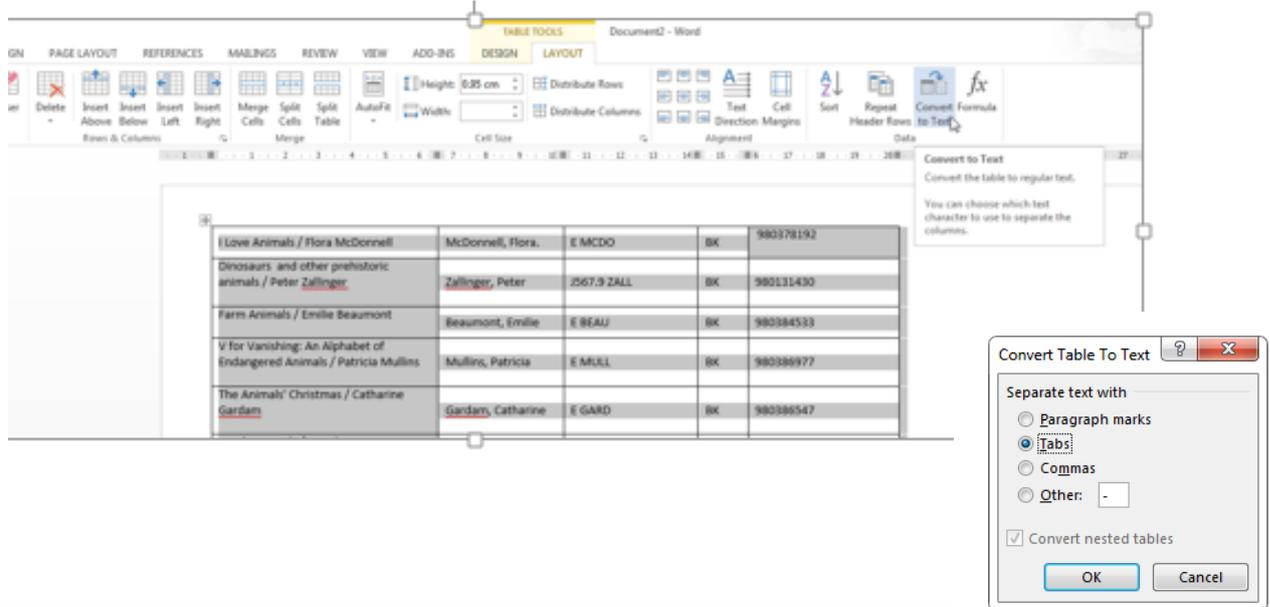 TABLE TOOLS Document2 - Word
GN PAGE LAYOUT REFERENCES MAILINGS REVIEW VIEW ADD-INS DESIGN LAYOUT
Delete
Insert Above
Insert Below
Insert Left
Insert Right
Rows & Columns
Merge Cells
Split Cells
Split Table
Merge
AutoFit
Height: 0.95 cm
Width:
Distribute Rows
Distribute Columns
Cell Size
Text Direction
Cell Margins
Alignment
Sort
Repeat Header Rows
Convert to Text
Formula
Data
Convert to Text
Convert the table to regular text.
You can choose which text
character to use to separate the
columns.
I Love Animals / Flora McDonnell McDonnell, Flora. E MCDO BK 980378192
Dinosaurs and other prehistoric
animals / Peter Zallinger Zallinger, Peter J567.9 ZALL BK 980131430
Farm Animals / Emilie Beaumont Beaumont, Emilie E BEAU BK 980384533
V for Vanishing: An Alphabet of
Endangered Animals / Patricia Mullins Mullins, Patricia E MULL BK 980386977
The Animals' Christmas / Catharine
Gardam Gardam, Catharine E GARD BK 980386547
Convert Table To Text
Separate text with
Paragraph marks
Tabs
Commas
Other: -
Convert nested tables
OK Cancel